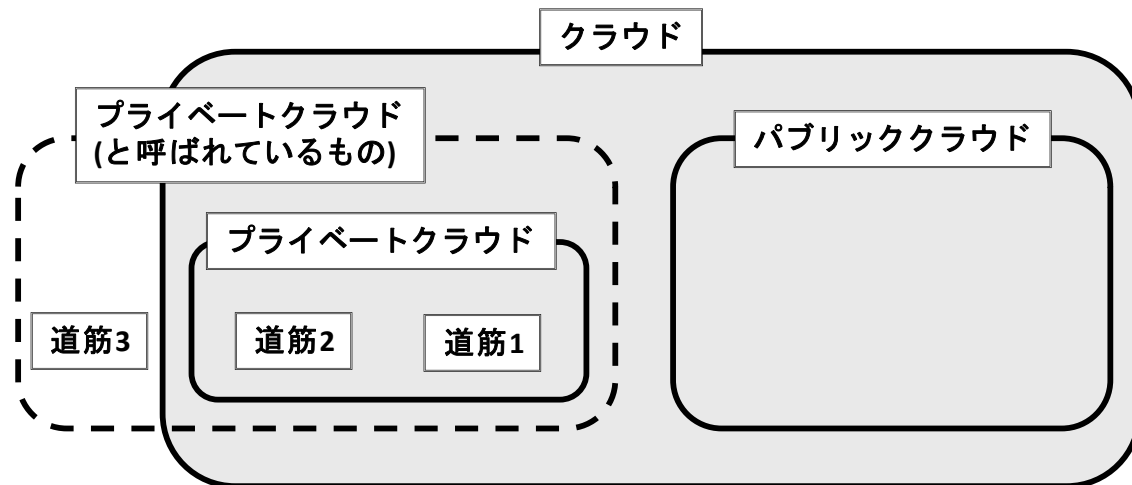 クラウド
プライベートクラウド
(と呼ばれているもの)
パブリッククラウド
プライベートクラウド
道筋3
道筋2
道筋1